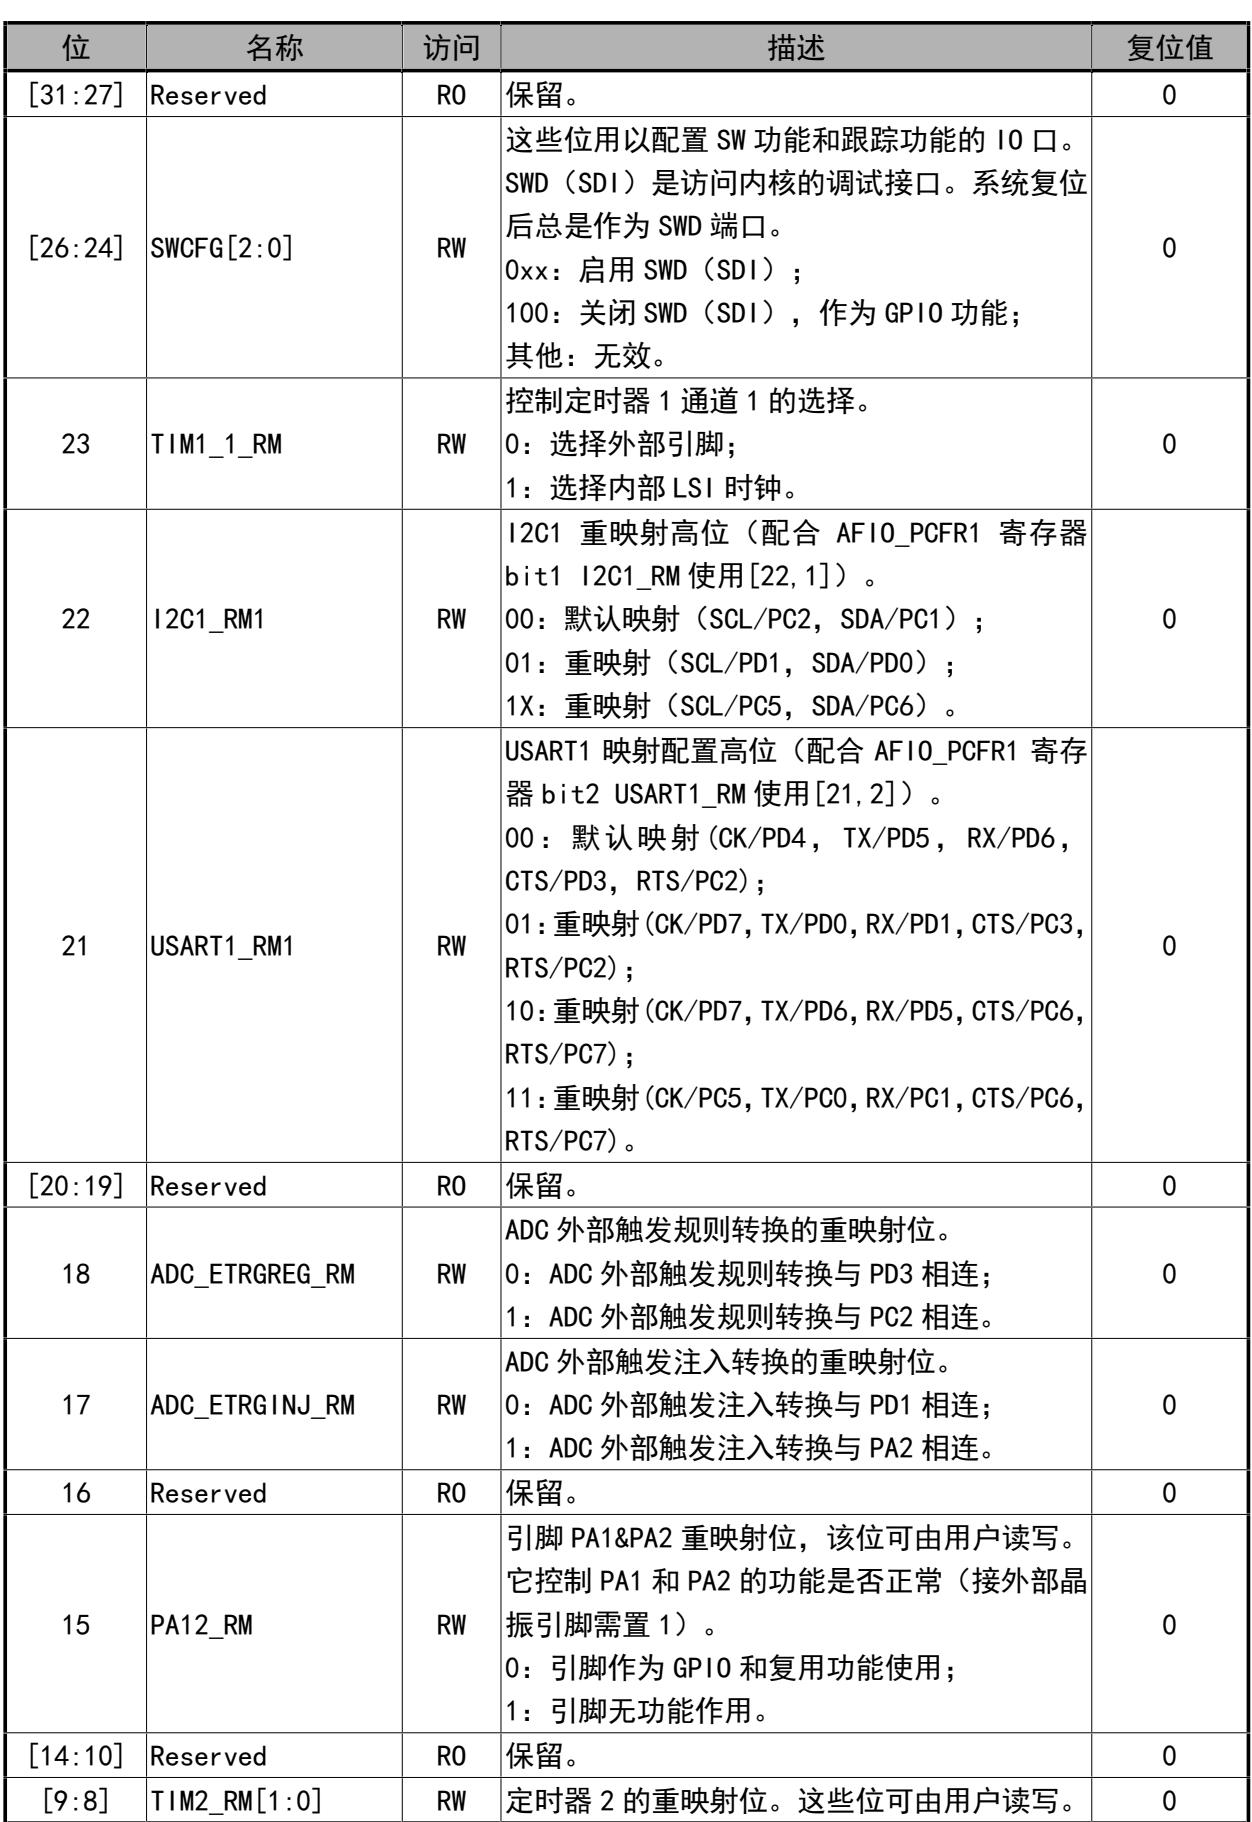 位 名称 访问 描述 复位值
[31:27] Reserved RO 保留。 0
这些位用以配置 SW 功能和跟踪功能的 IO 口。
SWD（SDI）是访问内核的调试接口。系统复位
后总是作为 SWD 端口。
[26:24] SWCFG[2:0] RW 0
0xx：启用 SWD（SDI）；
100：关闭 SWD（SDI），作为 GPIO 功能；
其他：无效。
控制定时器 1 通道 1 的选择。
23 TIM1_1_RM RW 0：选择外部引脚； 0
1：选择内部 LSI 时钟。
I2C1 重映射高位（配合 AFIO_PCFR1 寄存器
bit1 I2C1_RM 使用[22,1]）。
22 I2C1_RM1 RW 00：默认映射（SCL/PC2，SDA/PC1）； 0
01：重映射（SCL/PD1，SDA/PD0）；
1X：重映射（SCL/PC5，SDA/PC6）。
USART1 映射配置高位（配合 AFIO_PCFR1 寄存
器 bit2 USART1_RM 使用[21,2]）。
00：默认映射(CK/PD4，TX/PD5，RX/PD6，
CTS/PD3，RTS/PC2)；
21 USART1_RM1 RW 01：重映射(CK/PD7，TX/PD0，RX/PD1，CTS/PC3， 0
RTS/PC2)；
10：重映射(CK/PD7，TX/PD6，RX/PD5，CTS/PC6，
RTS/PC7)；
11：重映射(CK/PC5，TX/PC0，RX/PC1，CTS/PC6，
RTS/PC7)。
[20:19] Reserved RO 保留。 0
ADC 外部触发规则转换的重映射位。
18 ADC_ETRGREG_RM RW 0：ADC 外部触发规则转换与 PD3 相连； 0
1：ADC 外部触发规则转换与 PC2 相连。
ADC 外部触发注入转换的重映射位。
17 ADC_ETRGINJ_RM RW 0：ADC 外部触发注入转换与 PD1 相连； 0
1：ADC 外部触发注入转换与 PA2 相连。
16 Reserved RO 保留。 0
引脚 PA1&PA2 重映射位，该位可由用户读写。
它控制 PA1 和 PA2 的功能是否正常（接外部晶
15 PA12_RM RW 振引脚需置 1）。 0
0：引脚作为 GPIO 和复用功能使用；
1：引脚无功能作用。
[14:10] Reserved RO 保留。 0
[9:8] TIM2_RM[1:0] RW 定时器 2 的重映射位。这些位可由用户读写。 0